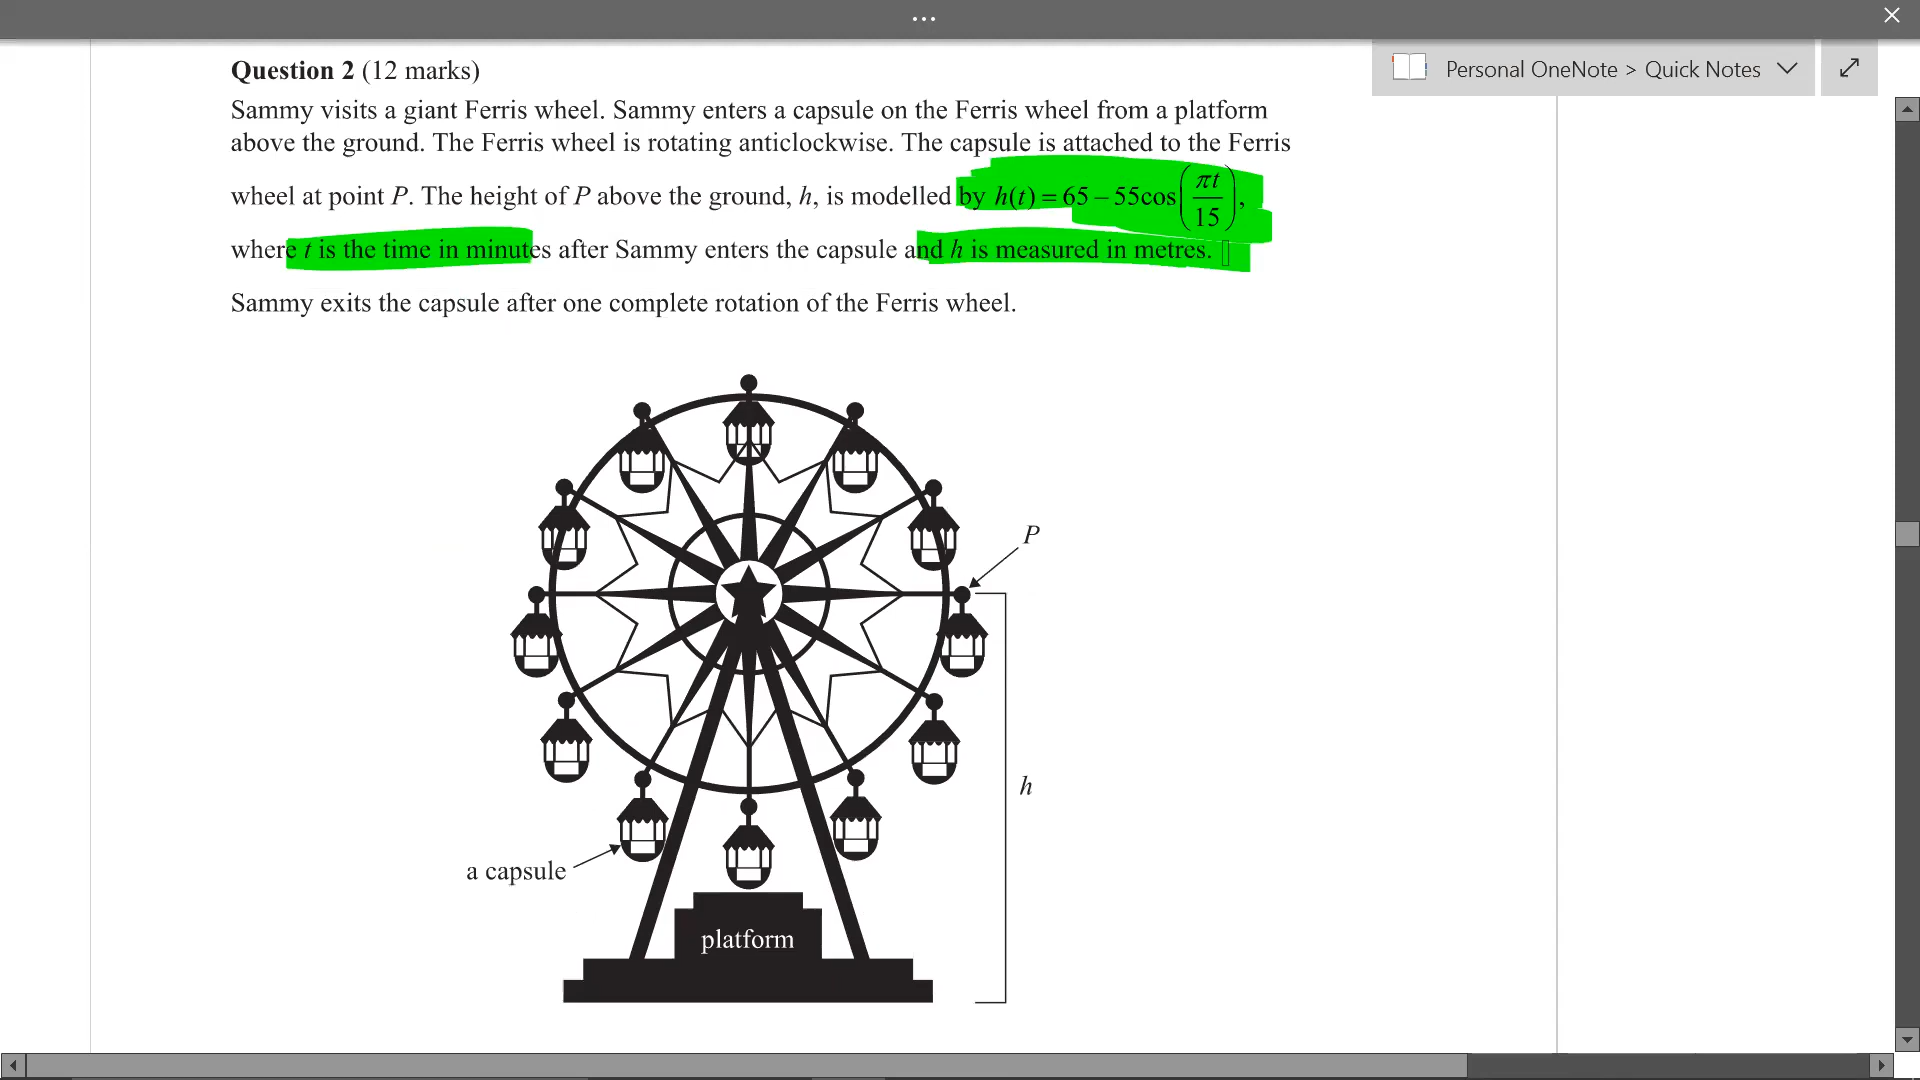 ...
Personal OneNote > Quick Notes
Question 2 (12 marks)
Sammy visits a giant Ferris wheel. Sammy enters a capsule on the Ferris wheel from a platform
above the ground. The Ferris wheel is rotating anticlockwise. The capsule is attached to the Ferris
wheel at point P. The height of P above the ground, h, is modelled by h(t) = 65 − 55cos(πt/15),
where t is the time in minutes after Sammy enters the capsule and h is measured in metres.
Sammy exits the capsule after one complete rotation of the Ferris wheel.
P
h
a capsule
platform